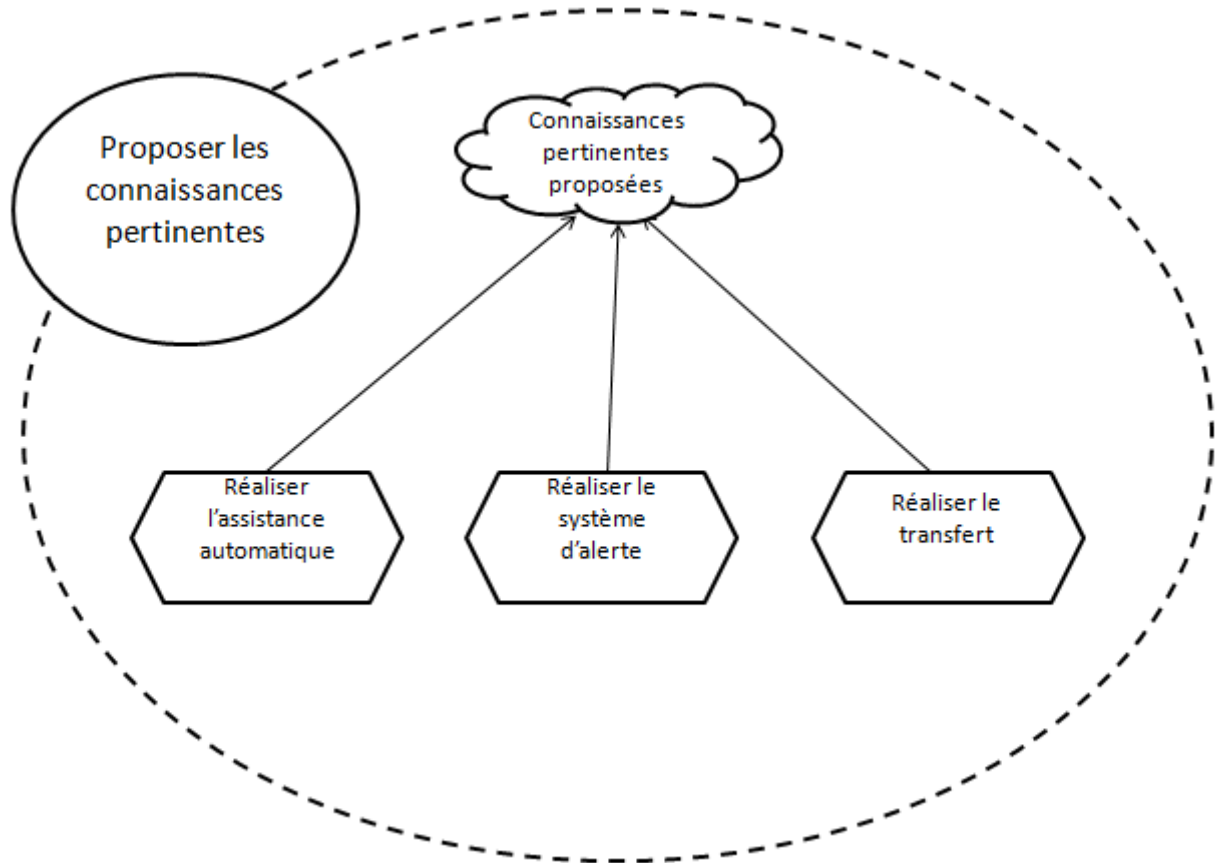 Proposer les
connaissances
pertinentes
Connaissances
pertinentes
proposées
Réaliser
l’assistance
automatique
Réaliser le
système
d’alerte
Réaliser le
transfert